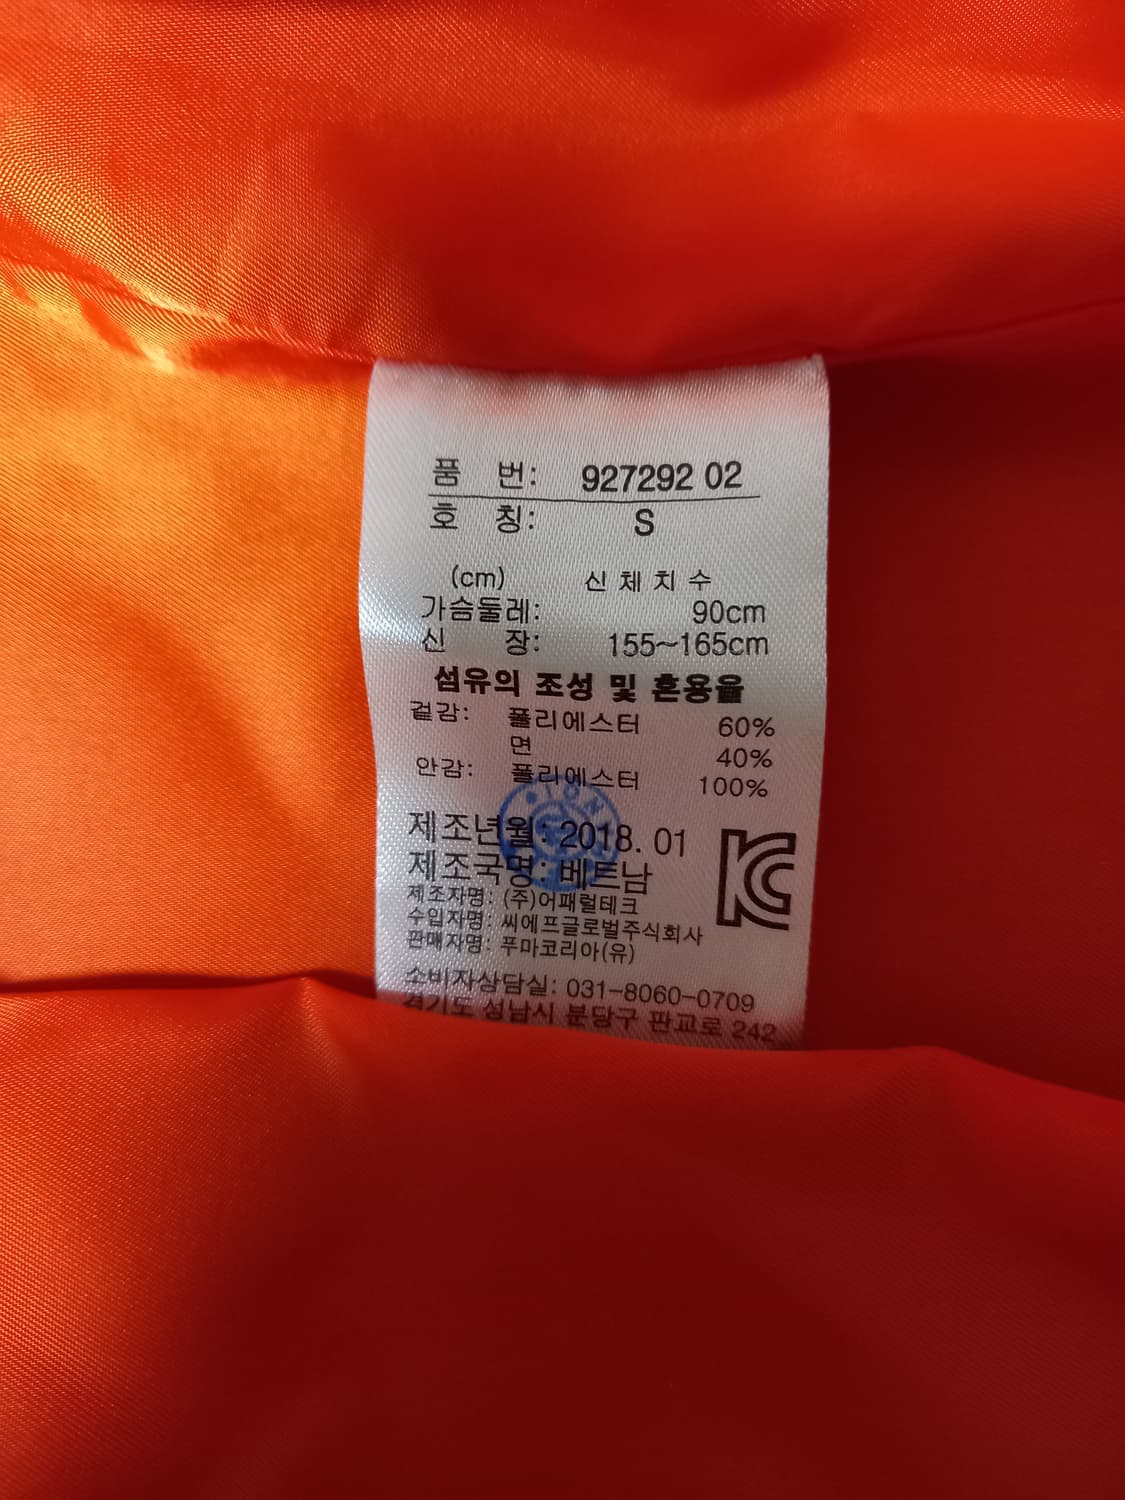 품 번: 927292 02
호 칭: S
(cm) 신체치수
가슴둘레: 90cm
신 장: 155~165cm
섬유의 조성 및 혼용율
겉감: 폴리에스터 60%
면 40%
안감: 폴리에스터 100%
제조년월: 2018. 01
제조국명: 베트남
제조자명: (주)어패럴테크
수입자명: 씨에프글로벌주식회사
판매자명: 푸마코리아(유)
소비자상담실: 031-8060-0709
경기도 성남시 분당구 판교로 242